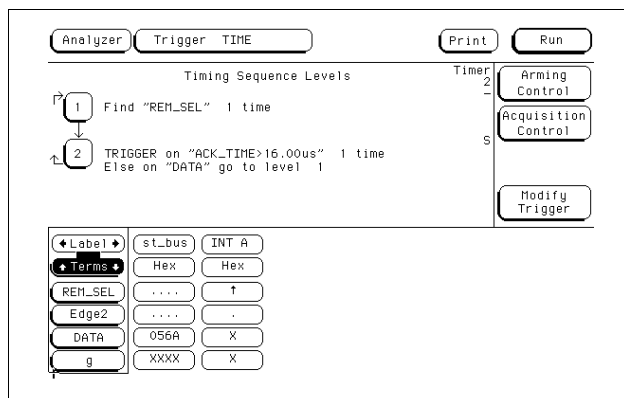 Analyzer Trigger TIME Print Run
Timing Sequence Levels
Timer
2
-
S
Arming
Control
Acquisition
Control
Modify
Trigger
1 Find "REM_SEL" 1 time
2 TRIGGER on "ACK_TIME>16.00us" 1 time
Else on "DATA" go to level 1
Label st_bus INT A
Terms Hex Hex
REM_SEL .... ↑
Edge2 .... .
DATA 056A X
g XXXX X